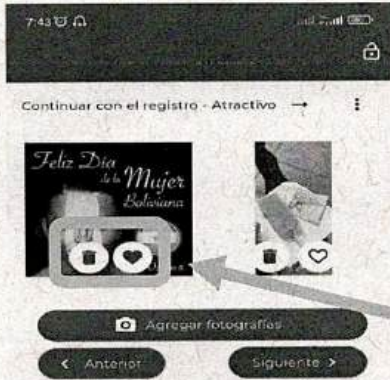 7:43
Continuar con el registro - Atractivo →
Feliz Día
de la Mujer
Boliviana
Agregar fotografías
< Anterior
Siguiente >